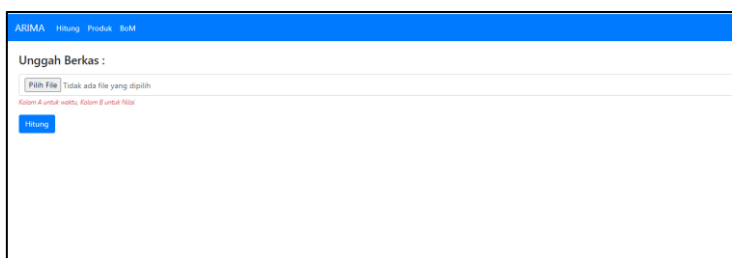 ARIMA Hitung Produk BoM
Unggah Berkas :
Pilih File Tidak ada file yang dipilih
Kolom A untuk waktu, Kolom B untuk Nilai
Hitung